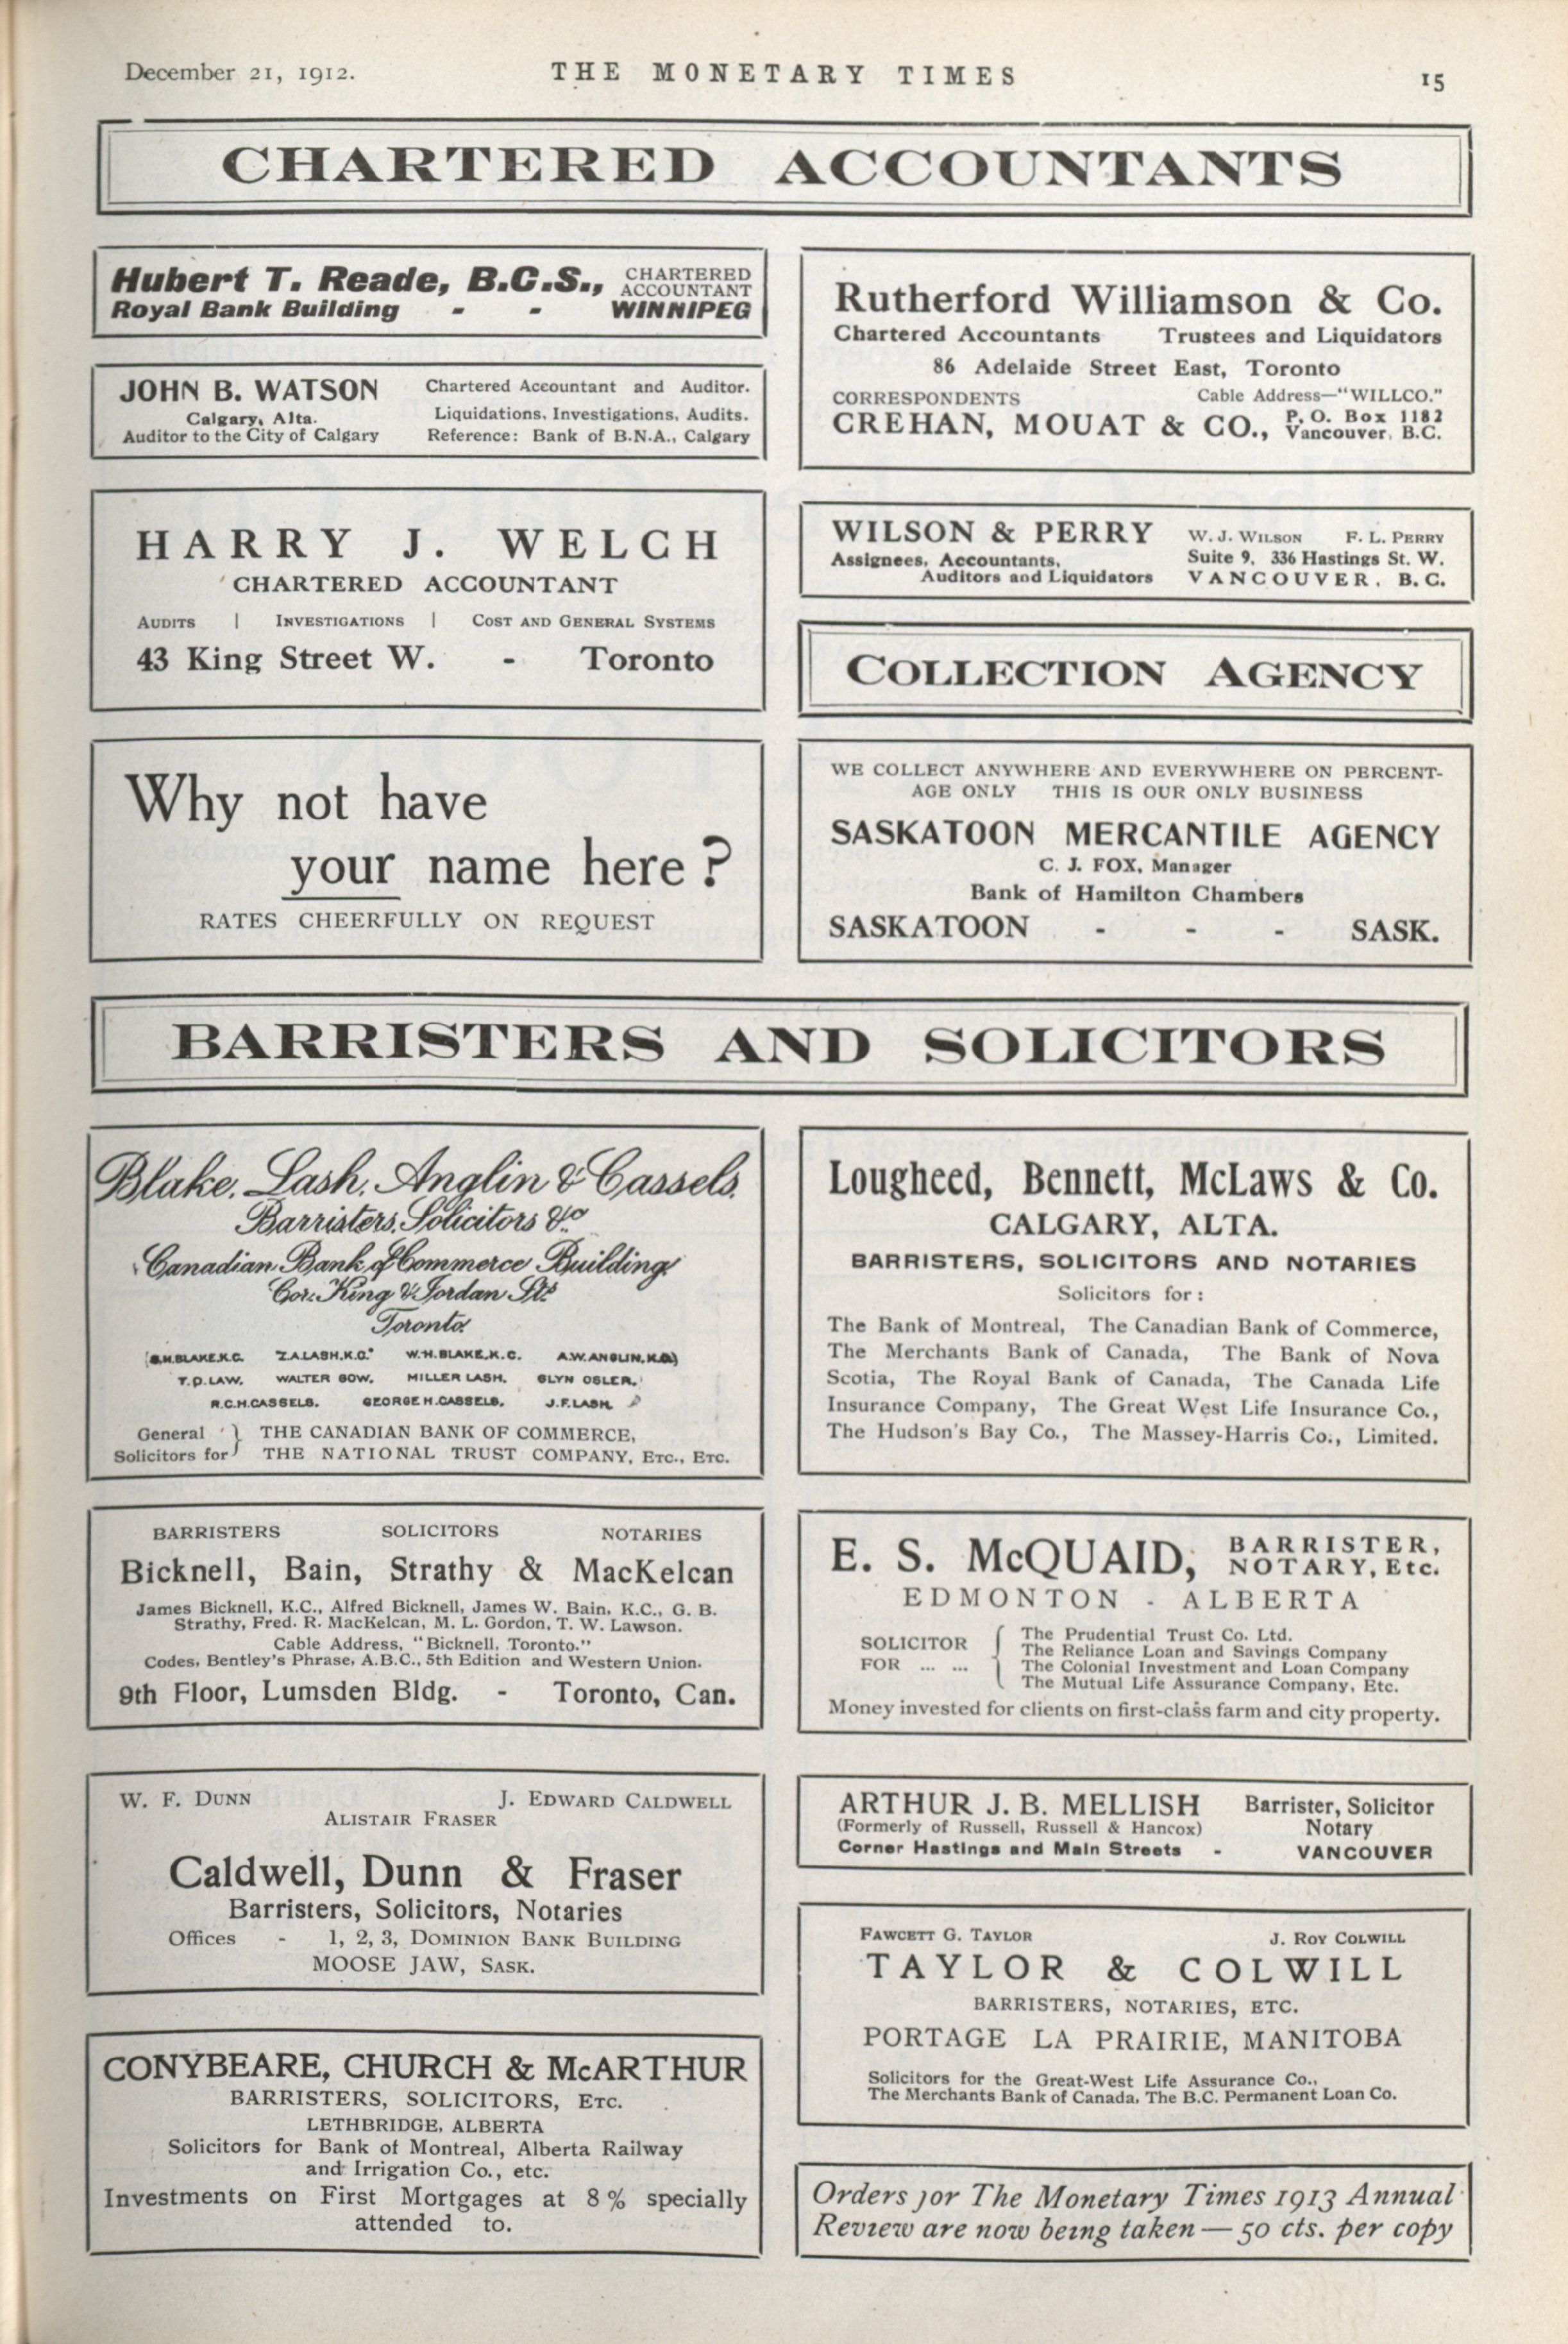 December 21, 1912.
THE MONETARY TIMES
15
CHARTERED ACCOUNTANTS
Hubert T. Reade, B.C.S., CHARTERED ACCOUNTANT
Royal Bank Building - - WINNIPEG
JOHN B. WATSON
Calgary, Alta.
Auditor to the City of Calgary
Chartered Accountant and Auditor.
Liquidations, Investigations, Audits.
Reference: Bank of B.N.A., Calgary
HARRY J. WELCH
CHARTERED ACCOUNTANT
AUDITS | INVESTIGATIONS | COST AND GENERAL SYSTEMS
43 King Street W. - Toronto
Why not have
your name here?
RATES CHEERFULLY ON REQUEST
Rutherford Williamson & Co.
Chartered Accountants Trustees and Liquidators
86 Adelaide Street East, Toronto
CORRESPONDENTS Cable Address—"WILLCO."
CREHAN, MOUAT & CO., P. O. Box 1182 Vancouver, B.C.
WILSON & PERRY
Assignees, Accountants,
Auditors and Liquidators
W. J. WILSON F. L. PERRY
Suite 9, 336 Hastings St. W.
VANCOUVER, B.C.
COLLECTION AGENCY
WE COLLECT ANYWHERE AND EVERYWHERE ON PERCENT-
AGE ONLY THIS IS OUR ONLY BUSINESS
SASKATOON MERCANTILE AGENCY
C. J. FOX, Manager
Bank of Hamilton Chambers
SASKATOON - - - SASK.
BARRISTERS AND SOLICITORS
Blake, Lash, Anglin & Cassels,
Barristers, Solicitors &c.
Canadian Bank of Commerce Building,
Cor. King & Jordan Sts
Toronto.
S.H.BLAKE,K.C. Z.A.LASH,K.C. W.H.BLAKE,K.C. A.W.ANGLIN,K.C.
T.D.LAW, WALTER GOW, MILLER LASH, GLYN OSLER,
R.C.H.CASSELS, GEORGE H.CASSELS, J.F.LASH,
General } THE CANADIAN BANK OF COMMERCE,
Solicitors for THE NATIONAL TRUST COMPANY, ETC., ETC.
BARRISTERS SOLICITORS NOTARIES
Bicknell, Bain, Strathy & MacKelcan
James Bicknell, K.C., Alfred Bicknell, James W. Bain, K.C., G. B.
Strathy, Fred. R. MacKelcan, M. L. Gordon, T. W. Lawson.
Cable Address, "Bicknell, Toronto."
Codes, Bentley's Phrase, A.B.C., 5th Edition and Western Union.
9th Floor, Lumsden Bldg. - Toronto, Can.
W. F. DUNN J. EDWARD CALDWELL
ALISTAIR FRASER
Caldwell, Dunn & Fraser
Barristers, Solicitors, Notaries
Offices - 1, 2, 3, DOMINION BANK BUILDING
MOOSE JAW, SASK.
CONYBEARE, CHURCH & McARTHUR
BARRISTERS, SOLICITORS, ETC.
LETHBRIDGE, ALBERTA
Solicitors for Bank of Montreal, Alberta Railway
and Irrigation Co., etc.
Investments on First Mortgages at 8 % specially
attended to.
Lougheed, Bennett, McLaws & Co.
CALGARY, ALTA.
BARRISTERS, SOLICITORS AND NOTARIES
Solicitors for:
The Bank of Montreal, The Canadian Bank of Commerce,
The Merchants Bank of Canada, The Bank of Nova
Scotia, The Royal Bank of Canada, The Canada Life
Insurance Company, The Great West Life Insurance Co.,
The Hudson's Bay Co., The Massey-Harris Co., Limited.
E. S. McQUAID, BARRISTER, NOTARY, Etc.
EDMONTON - ALBERTA
SOLICITOR FOR ... ...
The Prudential Trust Co. Ltd.
The Reliance Loan and Savings Company
The Colonial Investment and Loan Company
The Mutual Life Assurance Company, Etc.
Money invested for clients on first-class farm and city property.
ARTHUR J. B. MELLISH Barrister, Solicitor
(Formerly of Russell, Russell & Hancox) Notary
Corner Hastings and Main Streets - VANCOUVER
FAWCETT G. TAYLOR J. ROY COLWILL
TAYLOR & COLWILL
BARRISTERS, NOTARIES, ETC.
PORTAGE LA PRAIRIE, MANITOBA
Solicitors for the Great-West Life Assurance Co.,
The Merchants Bank of Canada, The B.C. Permanent Loan Co.
Orders for The Monetary Times 1913 Annual
Review are now being taken — 50 cts. per copy